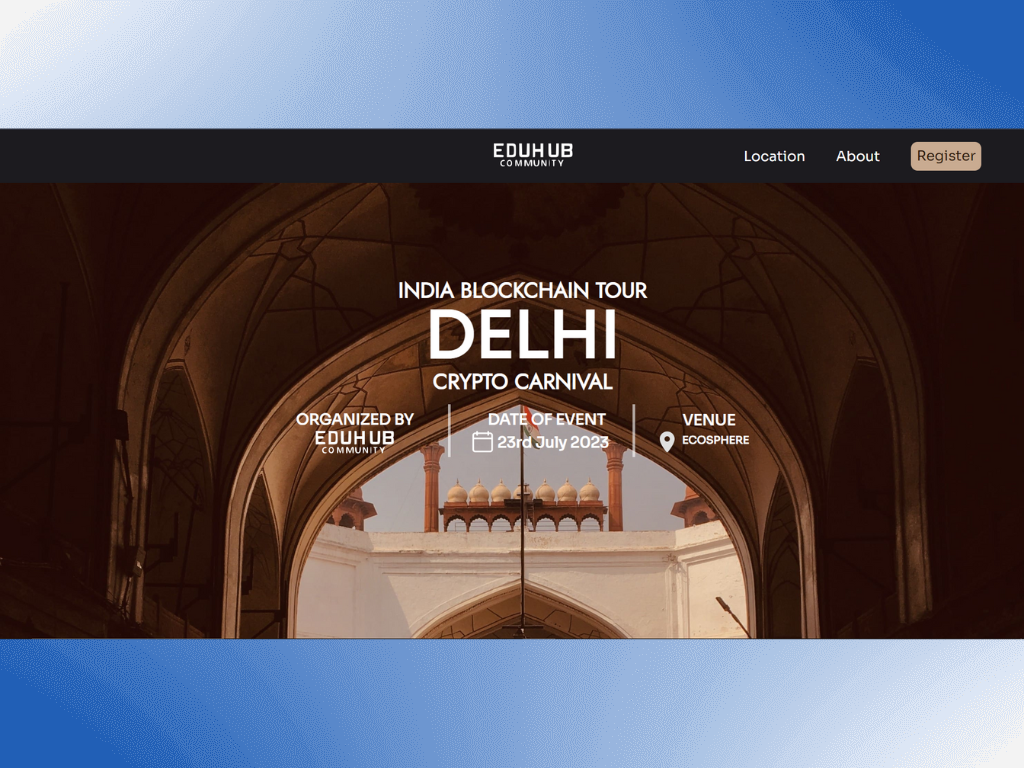 EDUHUB
COMMUNITY
Location About Register
INDIA BLOCKCHAIN TOUR
DELHI
CRYPTO CARNIVAL
ORGANIZED BY
EDUHUB
COMMUNITY
DATE OF EVENT
23rd July 2023
VENUE
ECOSPHERE